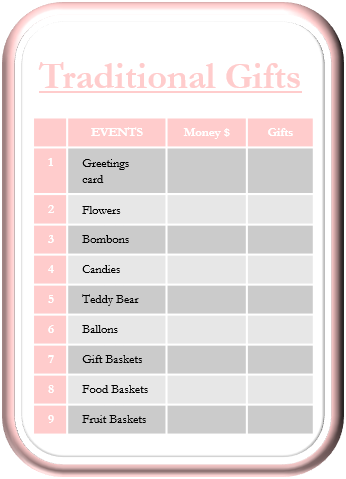 Traditional Gifts
EVENTS Money $ Gifts
1 Greetings
card
2 Flowers
3 Bombons
4 Candies
5 Teddy Bear
6 Ballons
7 Gift Baskets
8 Food Baskets
9 Fruit Baskets